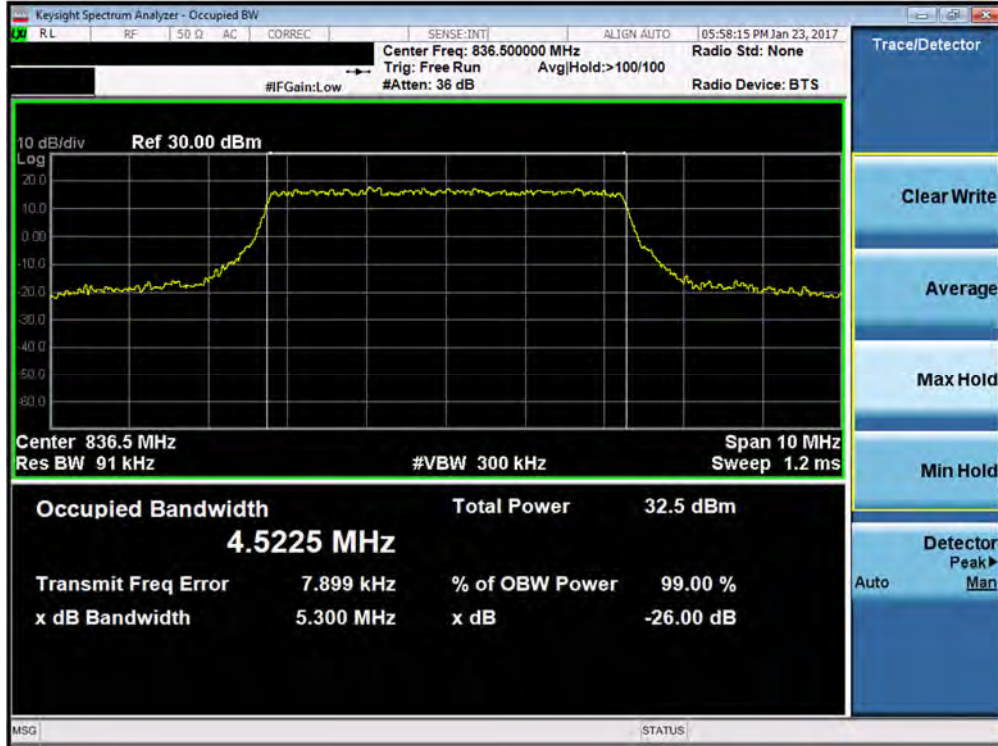 Keysight Spectrum Analyzer - Occupied BW
LXI RL RF 50 Ω AC CORREC SENSE:INT ALIGN AUTO 05:58:15 PM Jan 23, 2017
Center Freq: 836.500000 MHz Radio Std: None
Trig: Free Run Avg|Hold:>100/100
#IFGain:Low #Atten: 36 dB Radio Device: BTS
10 dB/div Ref 30.00 dBm
Log
20.0
10.0
0.00
-10.0
-20.0
-30.0
-40.0
-50.0
-60.0
Center 836.5 MHz Span 10 MHz
Res BW 91 kHz #VBW 300 kHz Sweep 1.2 ms
Occupied Bandwidth Total Power 32.5 dBm
4.5225 MHz
Transmit Freq Error 7.899 kHz % of OBW Power 99.00 %
x dB Bandwidth 5.300 MHz x dB -26.00 dB
MSG STATUS
Trace/Detector
Clear Write
Average
Max Hold
Min Hold
Detector
Peak▶
Auto Man